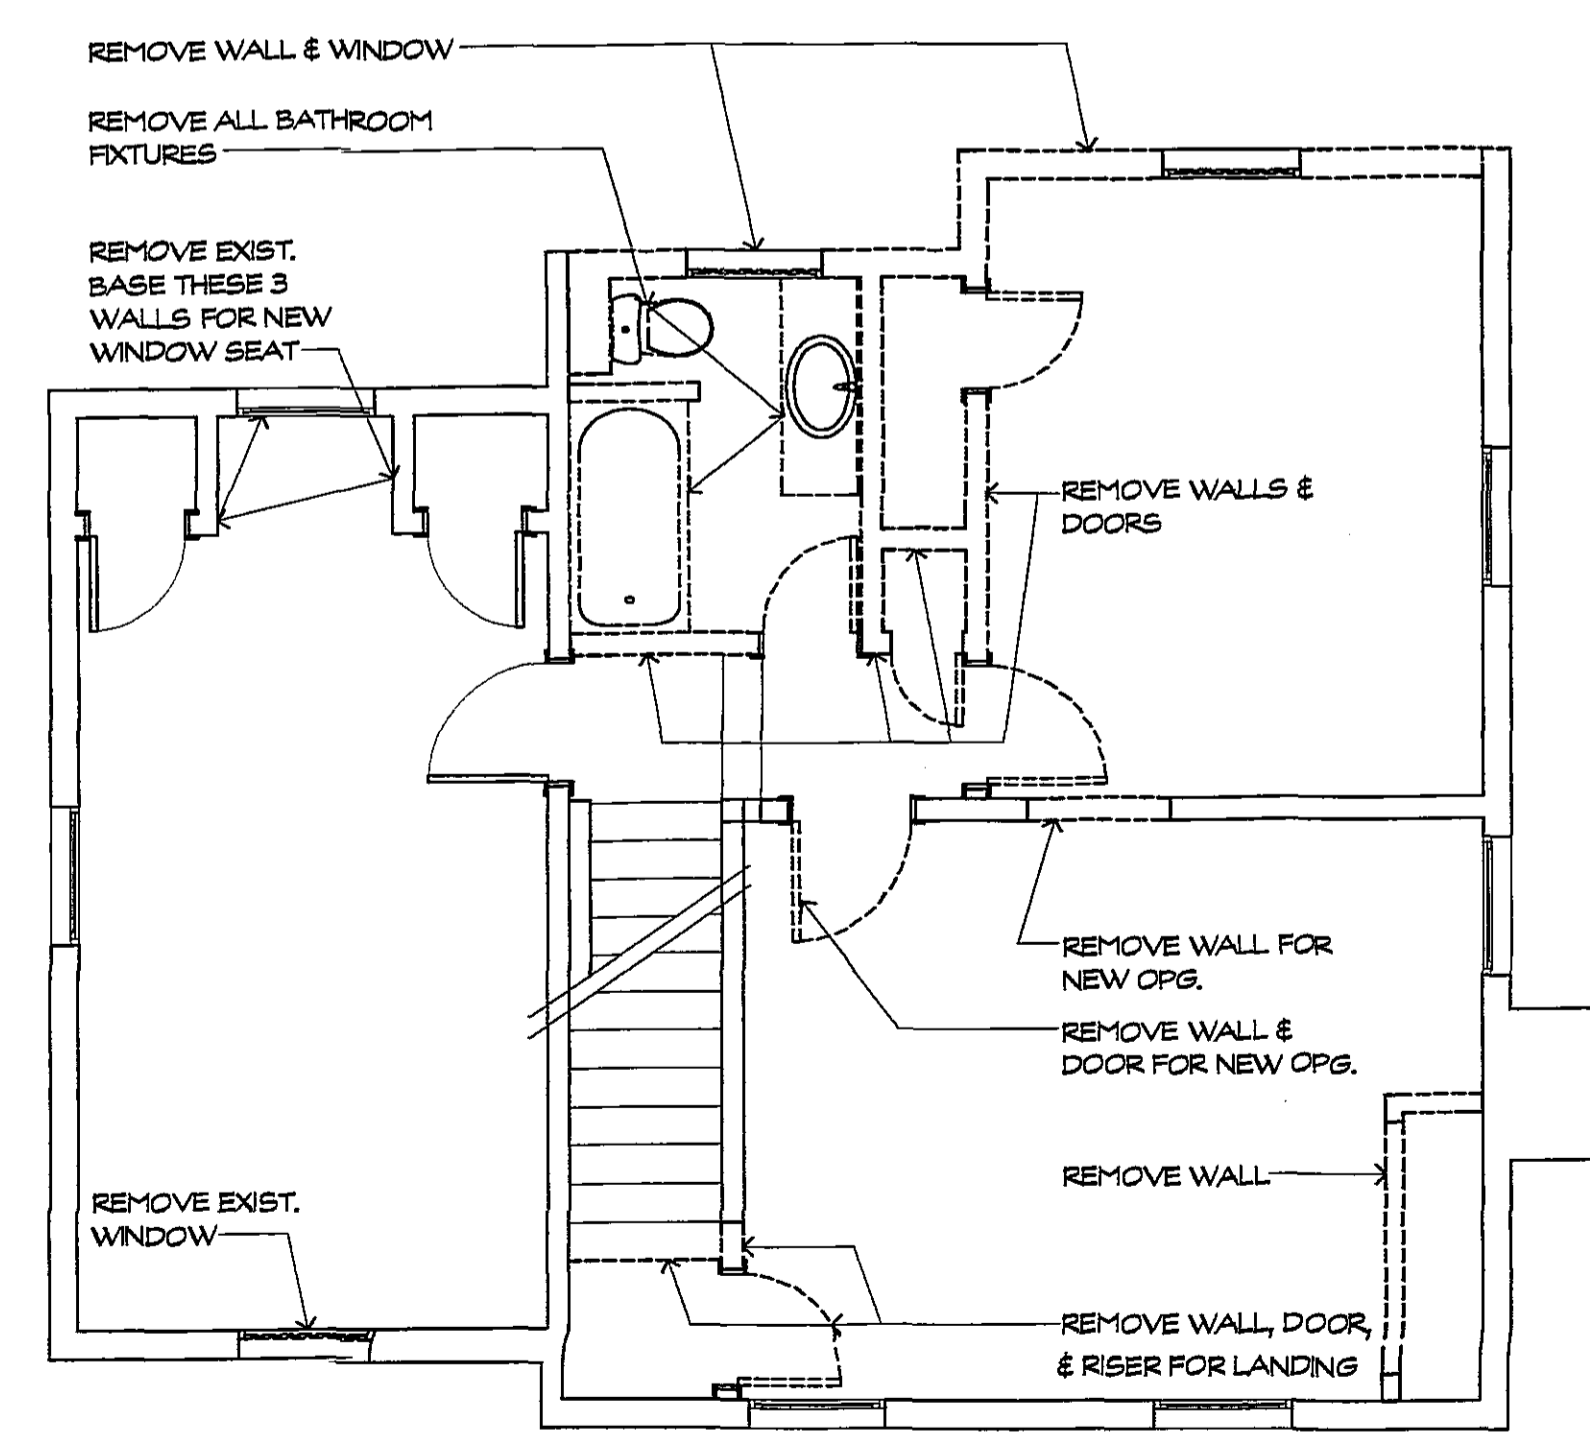 REMOVE WALL & WINDOW
REMOVE ALL BATHROOM
FIXTURES
REMOVE EXIST.
BASE THESE 3
WALLS FOR NEW
WINDOW SEAT
REMOVE WALLS &
DOORS
REMOVE WALL FOR
NEW OPG.
REMOVE WALL &
DOOR FOR NEW OPG.
REMOVE WALL
REMOVE EXIST.
WINDOW
REMOVE WALL, DOOR,
& RISER FOR LANDING